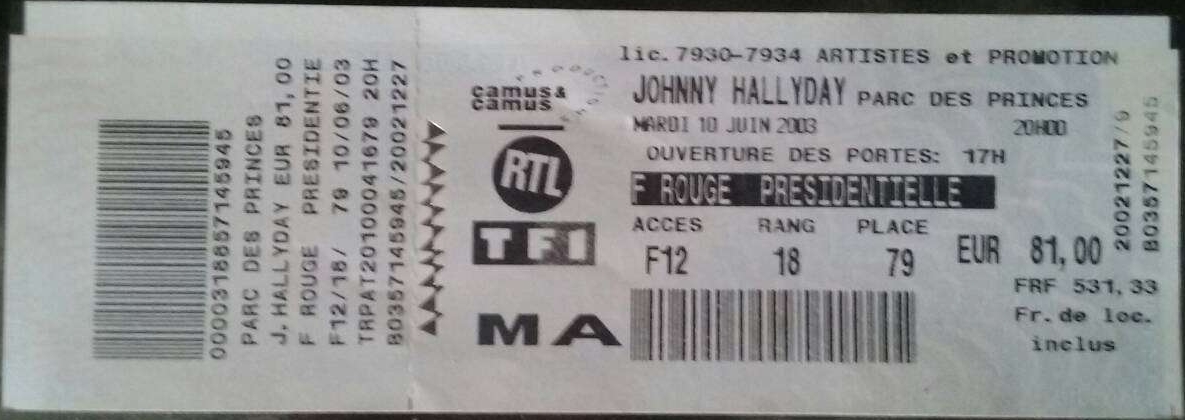 0000318857145945
PARC DES PRINCES
J.HALLYDAY EUR 81,00
F ROUGE PRESIDENTIE
F12/18/ 79 10/06/03
TRPAT2010041679 20H
B0357145945/20021227
camus &
camus
RTL
TF1
MA
lic.7930-7934 ARTISTES et PROMOTION
JOHNNY HALLYDAY PARC DES PRINCES
MARDI 10 JUIN 2003 20H00
OUVERTURE DES PORTES: 17H
F ROUGE PRESIDENTIELLE
ACCES RANG PLACE
F12 18 79
EUR 81,00
FRF 531,33
Fr.de loc.
inclus
20021227/9
B0357145945